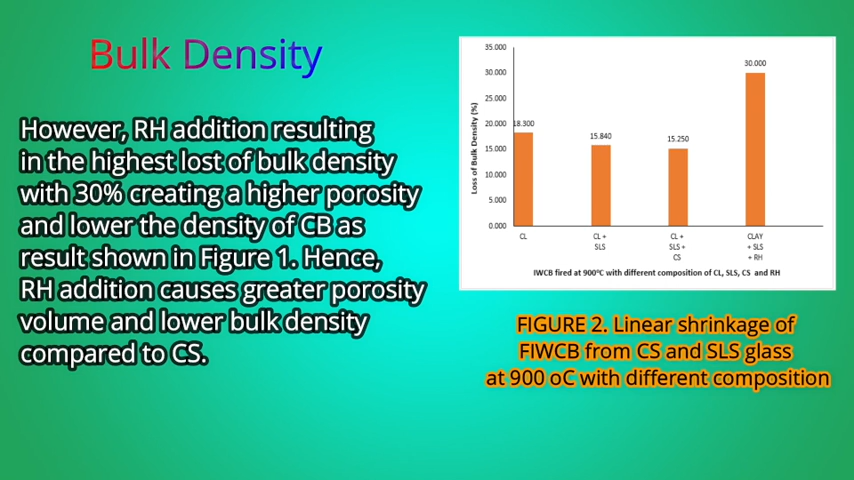 Bulk Density
However, RH addition resulting
in the highest lost of bulk density
with 30% creating a higher porosity
and lower the density of CB as
result shown in Figure 1. Hence,
RH addition causes greater porosity
volume and lower bulk density
compared to CS.
Loss of Bulk Density (%)
35.000
30.000
25.000
20.000
15.000
10.000
5.000
0.000
18.300
15.840
15.250
30.000
CL
CL +
SLS
CL +
SLS +
CS
CLAY
+ SLS
+ RH
IWCB fired at 900°C with different composition of CL, SLS, CS and RH
FIGURE 2. Linear shrinkage of
FIWCB from CS and SLS glass
at 900 oC with different composition